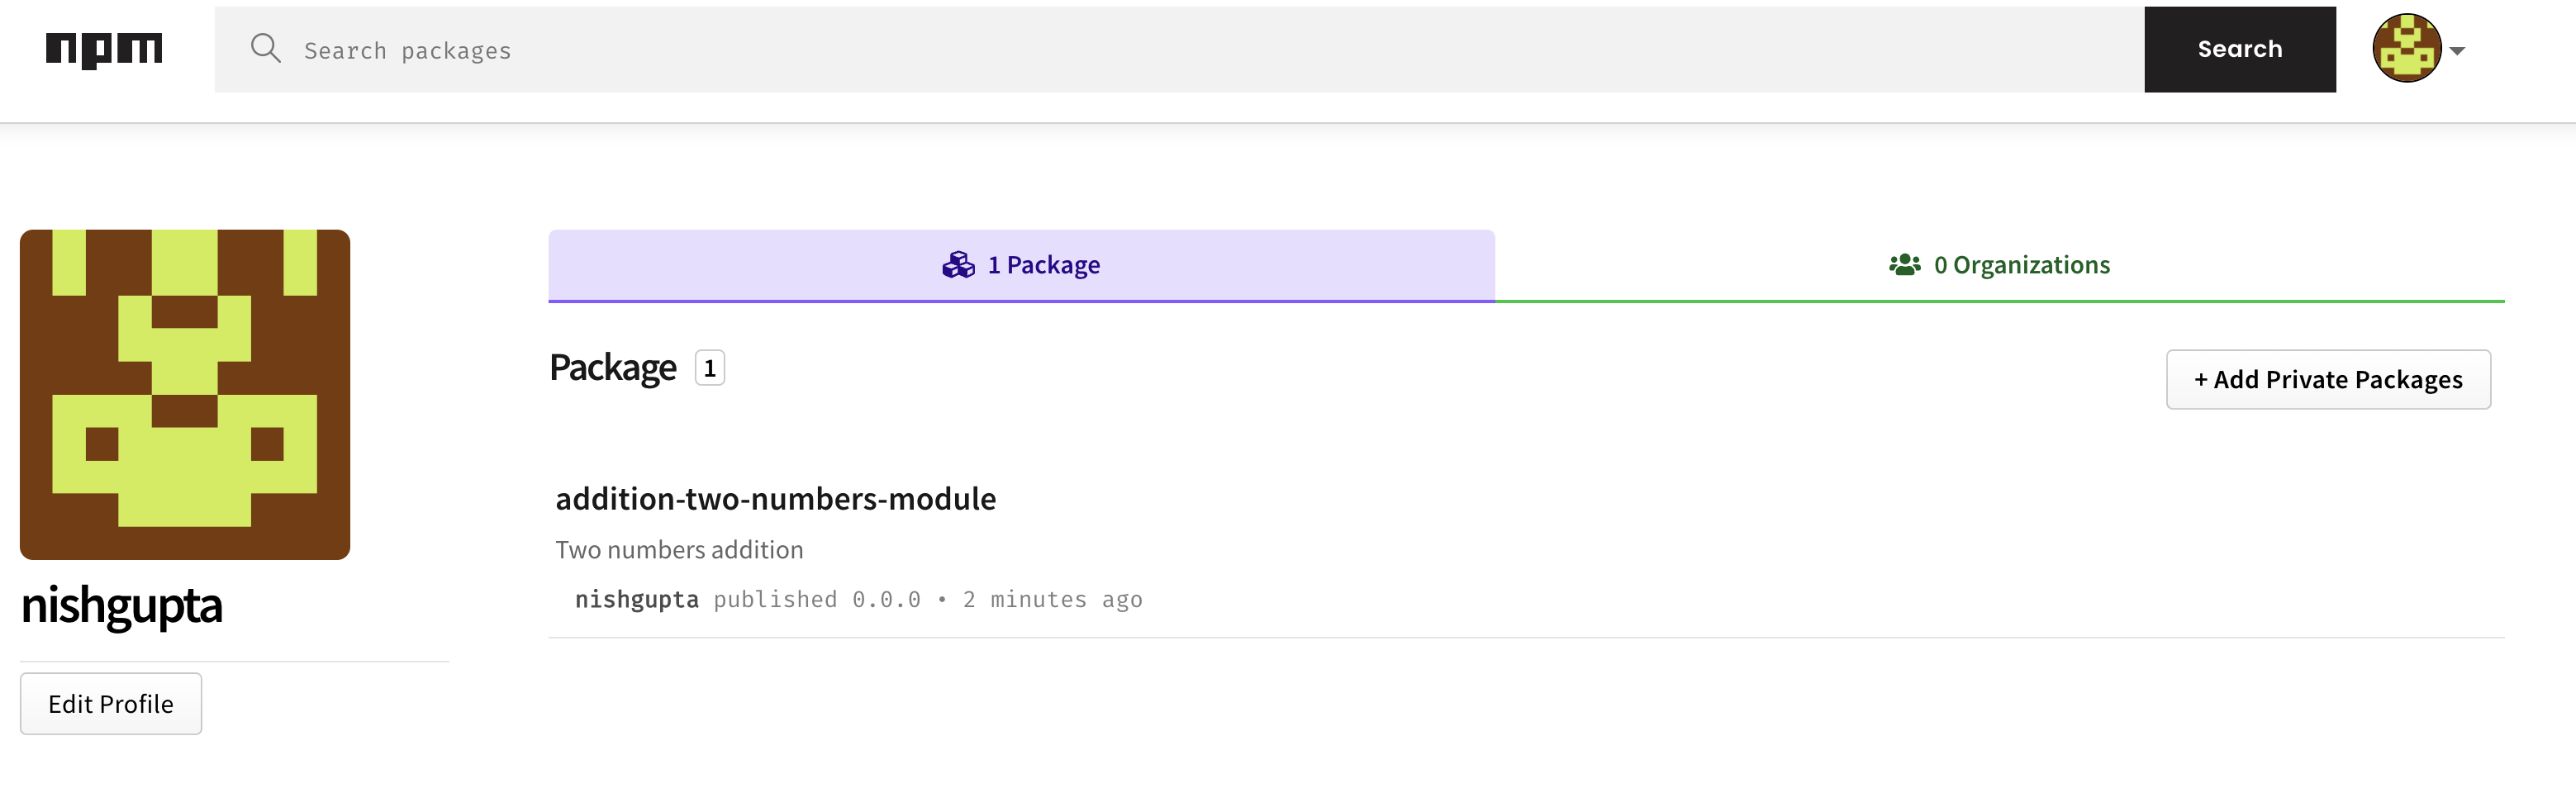 npm
Search packages
Search
1 Package
0 Organizations
Package 1
+ Add Private Packages
addition-two-numbers-module
Two numbers addition
nishgupta published 0.0.0 • 2 minutes ago
nishgupta
Edit Profile